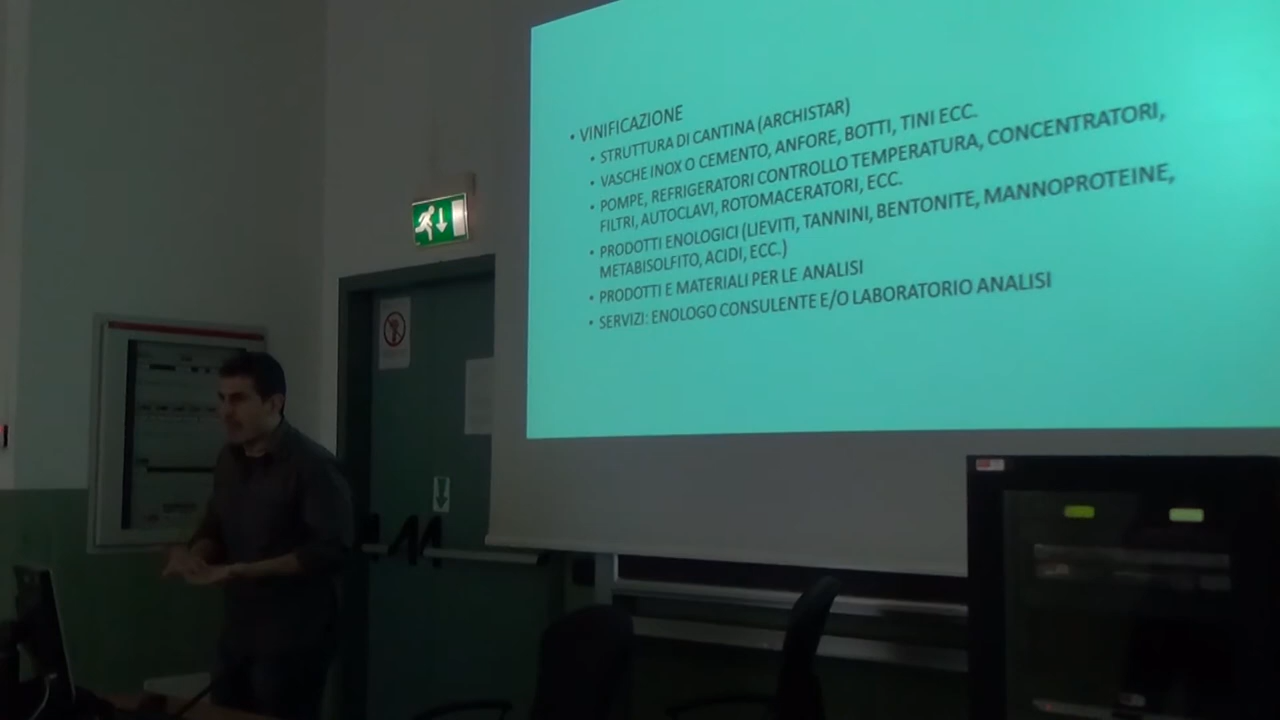 • VINIFICAZIONE
• STRUTTURA DI CANTINA (ARCHISTAR)
• VASCHE INOX O CEMENTO, ANFORE, BOTTI, TINI ECC.
• POMPE, REFRIGERATORI CONTROLLO TEMPERATURA, CONCENTRATORI,
FILTRI, AUTOCLAVI, ROTOMACERATORI, ECC.
• PRODOTTI ENOLOGICI (LIEVITI, TANNINI, BENTONITE, MANNOPROTEINE,
METABISOLFITO, ACIDI, ECC.)
• PRODOTTI E MATERIALI PER LE ANALISI
• SERVIZI: ENOLOGO CONSULENTE E/O LABORATORIO ANALISI